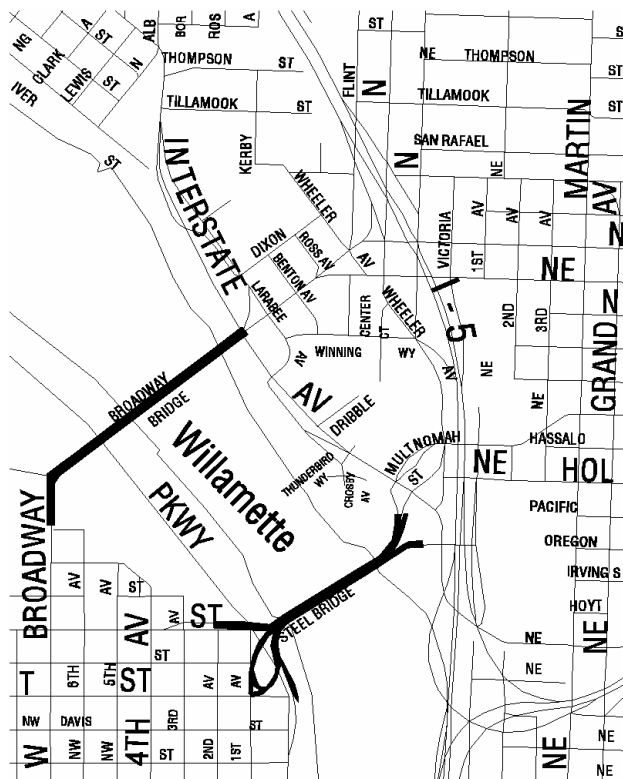 ST
S
ALB
BOR
ROS
A
NG
A
ST
CLARK
ST
N
LEWIS
IVER
ST
THOMPSON ST
NE THOMPSON
ST
FLINT
N
TILLAMOOK ST
TILLAMOOK
ST
MARTIN
SAN RAFAEL
N
NE
KERBY
INTERSTATE
WHEELER
AV
N
DIXON
ROSS AV
BENTON AV
LARABEE
AV
AV
VICTORIA
1ST
AV
AV
AV
NE
I-5
CENTER
CT
WHEELER
AV
2ND
3RD
N
GRAND
WINNING WY
AV
NE
NE
DRIBBLE
BROADWAY
BRIDGE
Willamette
PKWY
MULTNOMAH
ST
NE
HASSALO
HOL
THUNDERBIRD
WY
CROSBY
AV
PACIFIC
OREGON
IRVING S
HOYT
NE
NE
NE
BROADWAY
STEEL BRIDGE
AV
AV
ST
AV
ST
AV
ST
T
6TH
5TH
ST
AV
AV
NW DAVIS
3RD
ST
W
NW
NW
4TH
ST
2ND
1ST
NE
NE
NE